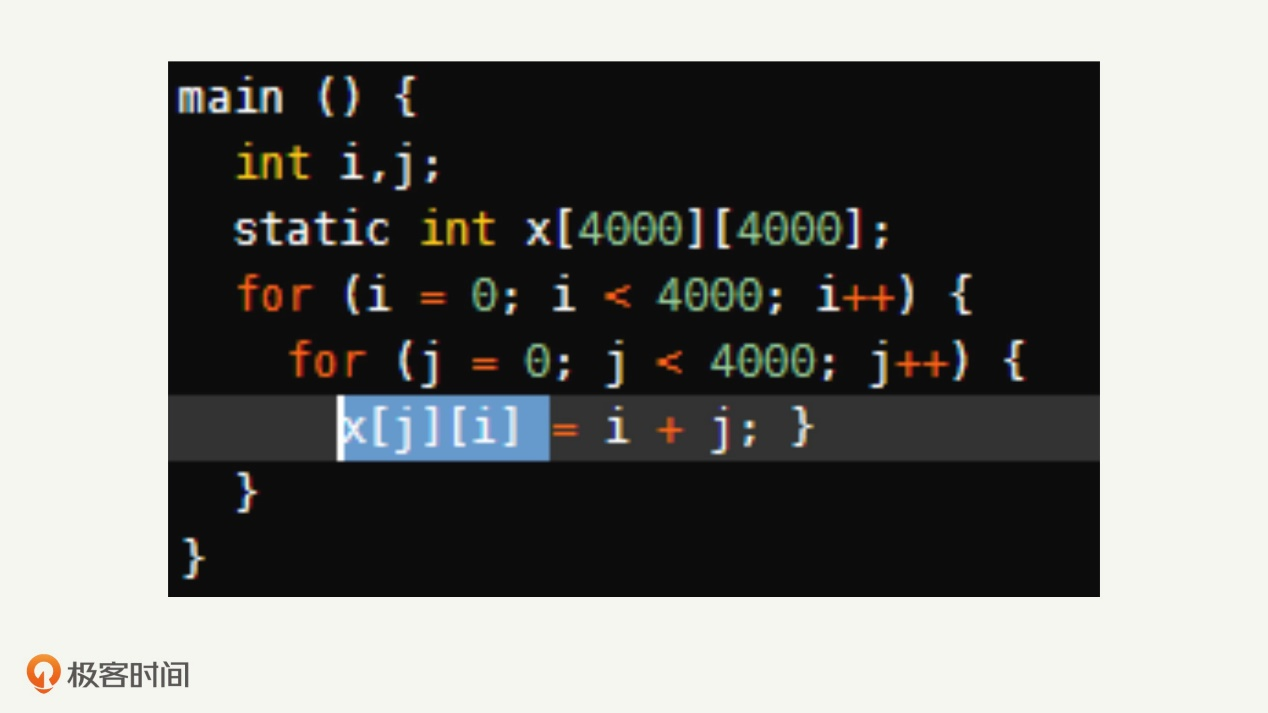 main () {
int i,j;
static int x[4000][4000];
for (i = 0; i < 4000; i++) {
for (j = 0; j < 4000; j++) {
x[j][i] = i + j; }
}
}
极客时间